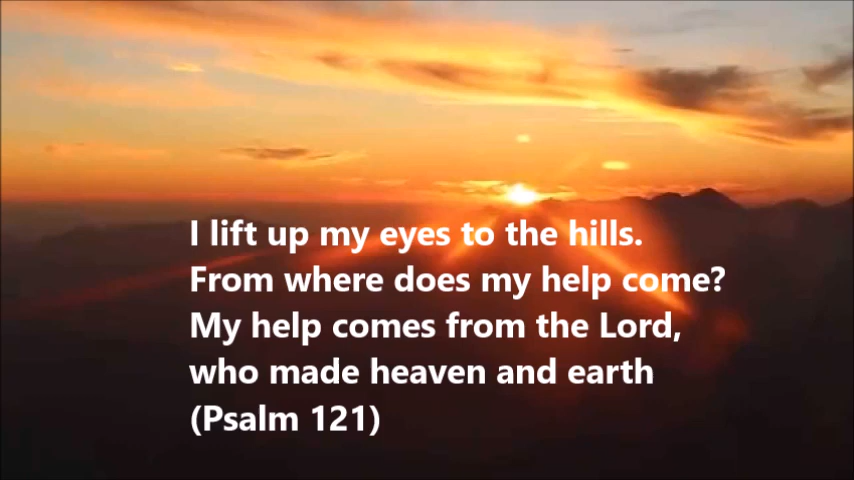 I lift up my eyes to the hills.
From where does my help come?
My help comes from the Lord,
who made heaven and earth
(Psalm 121)